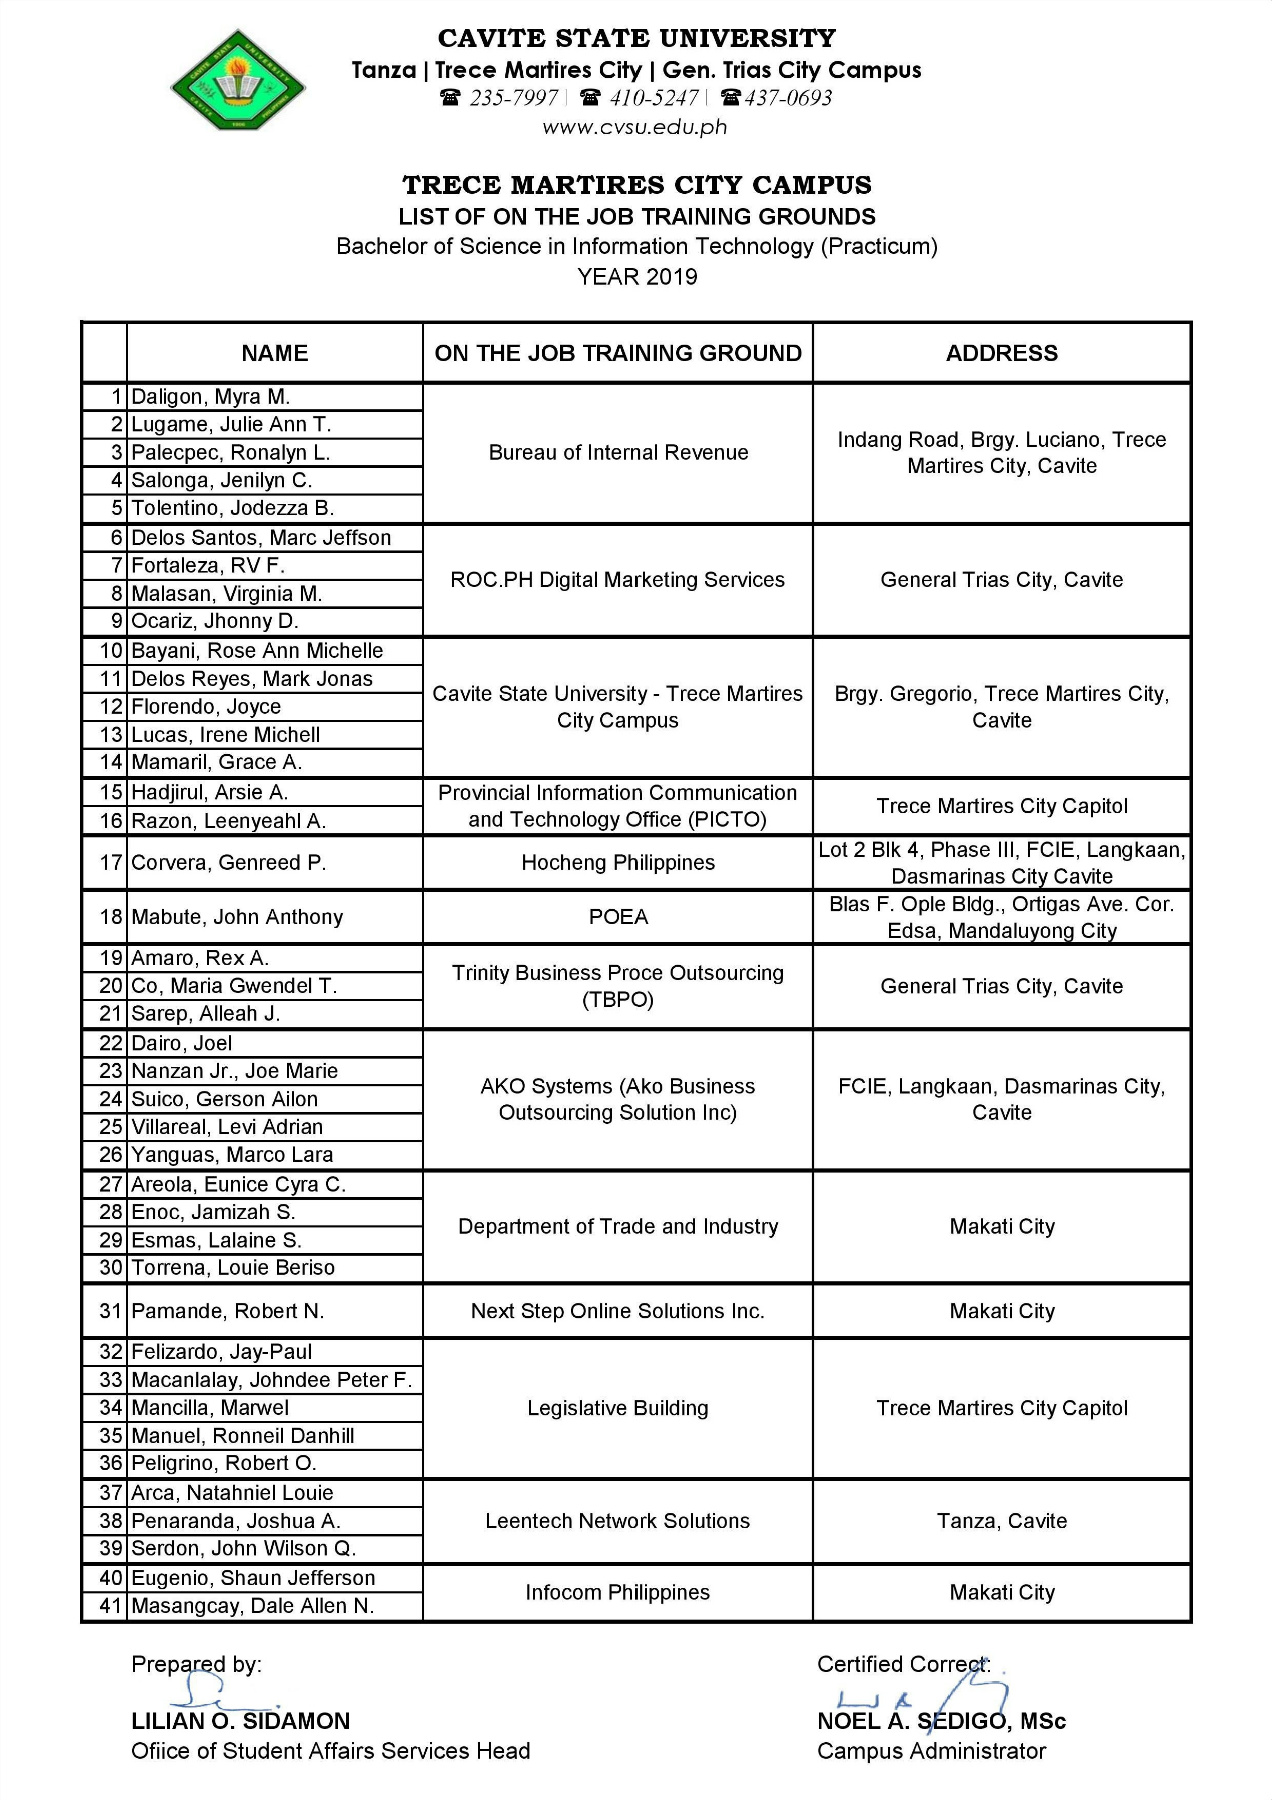 CAVITE STATE UNIVERSITY
Tanza | Trece Martires City | Gen. Trias City Campus
☎ 235-7997 | ☎ 410-5247 | ☎437-0693
www.cvsu.edu.ph
TRECE MARTIRES CITY CAMPUS
LIST OF ON THE JOB TRAINING GROUNDS
Bachelor of Science in Information Technology (Practicum)
YEAR 2019
NAME ON THE JOB TRAINING GROUND ADDRESS
1 Daligon, Myra M.
2 Lugame, Julie Ann T.
3 Palecpec, Ronalyn L.
4 Salonga, Jenilyn C.
5 Tolentino, Jodezza B.
Bureau of Internal Revenue
Indang Road, Brgy. Luciano, Trece
Martires City, Cavite
6 Delos Santos, Marc Jeffson
7 Fortaleza, RV F.
8 Malasan, Virginia M.
9 Ocariz, Jhonny D.
ROC.PH Digital Marketing Services
General Trias City, Cavite
10 Bayani, Rose Ann Michelle
11 Delos Reyes, Mark Jonas
12 Florendo, Joyce
13 Lucas, Irene Michell
14 Mamaril, Grace A.
Cavite State University - Trece Martires
City Campus
Brgy. Gregorio, Trece Martires City,
Cavite
15 Hadjirul, Arsie A.
16 Razon, Leenyeahl A.
Provincial Information Communication
and Technology Office (PICTO)
Trece Martires City Capitol
17 Corvera, Genreed P.
Hocheng Philippines
Lot 2 Blk 4, Phase III, FCIE, Langkaan,
Dasmarinas City Cavite
18 Mabute, John Anthony
POEA
Blas F. Ople Bldg., Ortigas Ave. Cor.
Edsa, Mandaluyong City
19 Amaro, Rex A.
20 Co, Maria Gwendel T.
21 Sarep, Alleah J.
Trinity Business Proce Outsourcing
(TBPO)
General Trias City, Cavite
22 Dairo, Joel
23 Nanzan Jr., Joe Marie
24 Suico, Gerson Ailon
25 Villareal, Levi Adrian
26 Yanguas, Marco Lara
AKO Systems (Ako Business
Outsourcing Solution Inc)
FCIE, Langkaan, Dasmarinas City,
Cavite
27 Areola, Eunice Cyra C.
28 Enoc, Jamizah S.
29 Esmas, Lalaine S.
30 Torrena, Louie Beriso
Department of Trade and Industry
Makati City
31 Pamande, Robert N.
Next Step Online Solutions Inc.
Makati City
32 Felizardo, Jay-Paul
33 Macanlalay, Johndee Peter F.
34 Mancilla, Marwel
35 Manuel, Ronneil Danhill
36 Peligrino, Robert O.
Legislative Building
Trece Martires City Capitol
37 Arca, Natahniel Louie
38 Penaranda, Joshua A.
39 Serdon, John Wilson Q.
Leentech Network Solutions
Tanza, Cavite
40 Eugenio, Shaun Jefferson
41 Masangcay, Dale Allen N.
Infocom Philippines
Makati City
Prepared by:
LILIAN O. SIDAMON
Ofiice of Student Affairs Services Head
Certified Correct:
NOEL A. SEDIGO, MSc
Campus Administrator